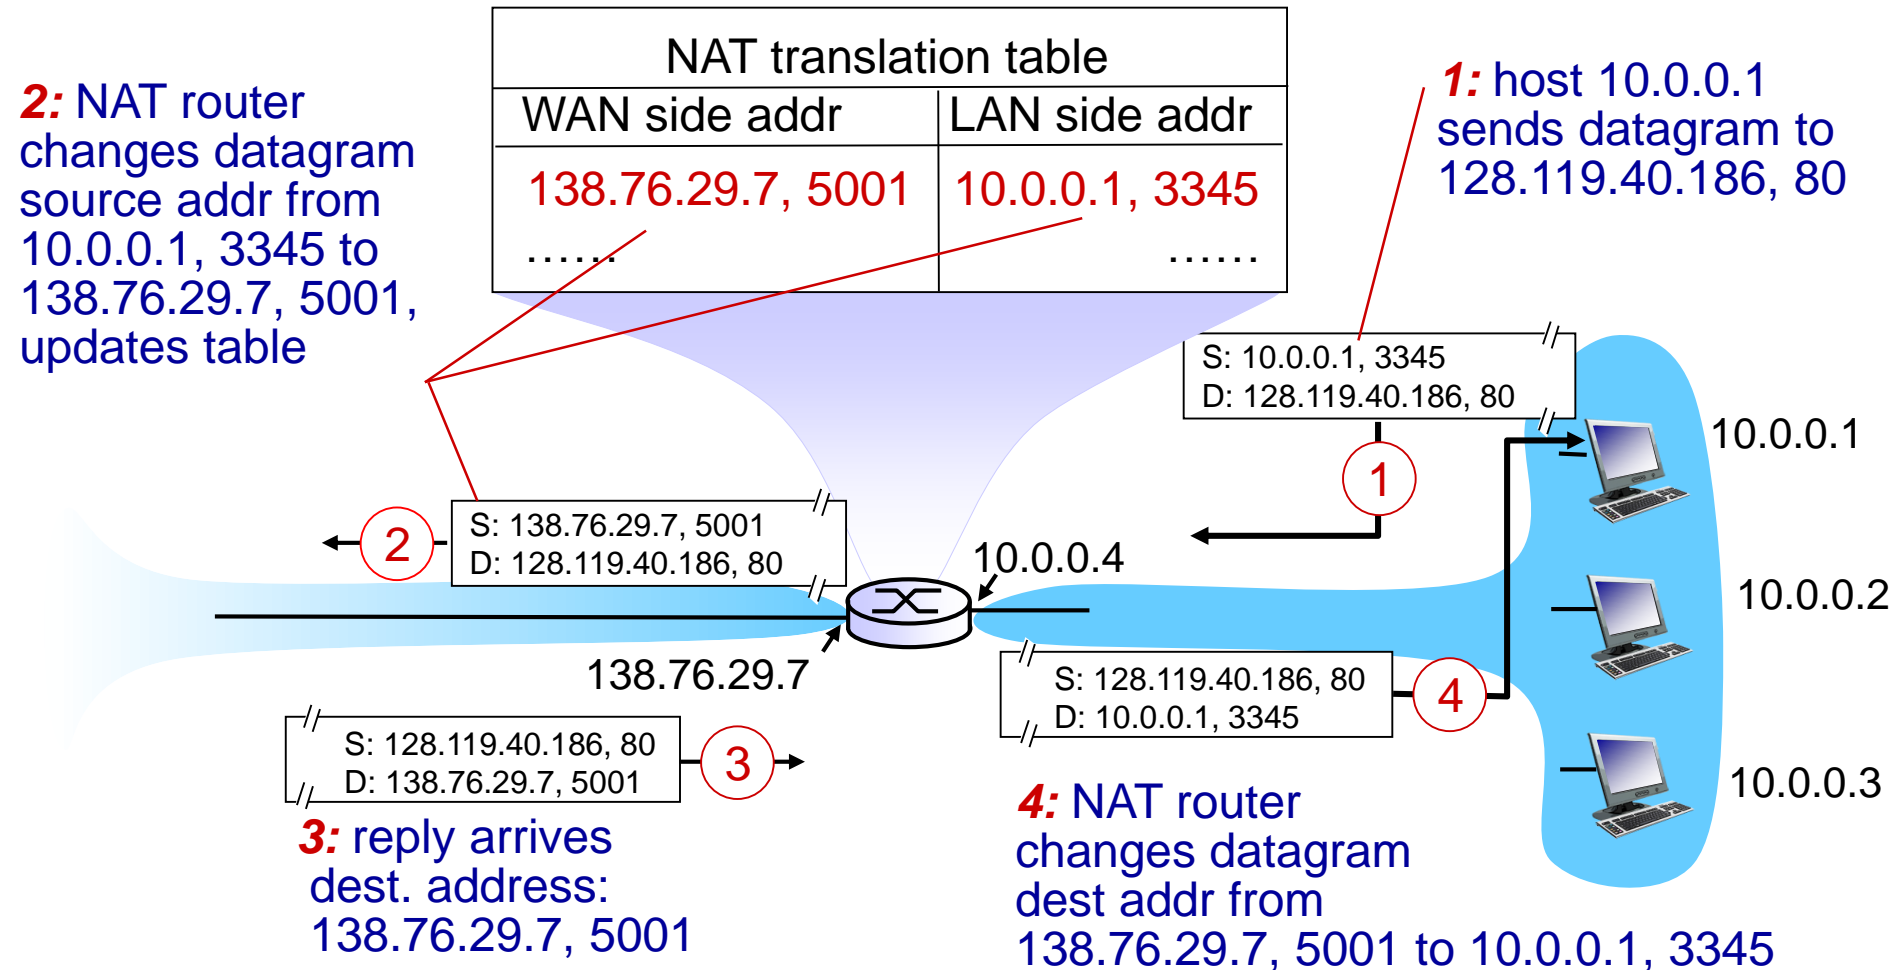 NAT translation table
WAN side addr
LAN side addr
138.76.29.7, 5001
10.0.0.1, 3345
......
......
2: NAT router
changes datagram
source addr from
10.0.0.1, 3345 to
138.76.29.7, 5001,
updates table
1: host 10.0.0.1
sends datagram to
128.119.40.186, 80
S: 10.0.0.1, 3345
D: 128.119.40.186, 80
1
10.0.0.1
S: 138.76.29.7, 5001
D: 128.119.40.186, 80
2
10.0.0.4
10.0.0.2
138.76.29.7
S: 128.119.40.186, 80
D: 10.0.0.1, 3345
4
S: 128.119.40.186, 80
D: 138.76.29.7, 5001
3
10.0.0.3
3: reply arrives
dest. address:
138.76.29.7, 5001
4: NAT router
changes datagram
dest addr from
138.76.29.7, 5001 to 10.0.0.1, 3345